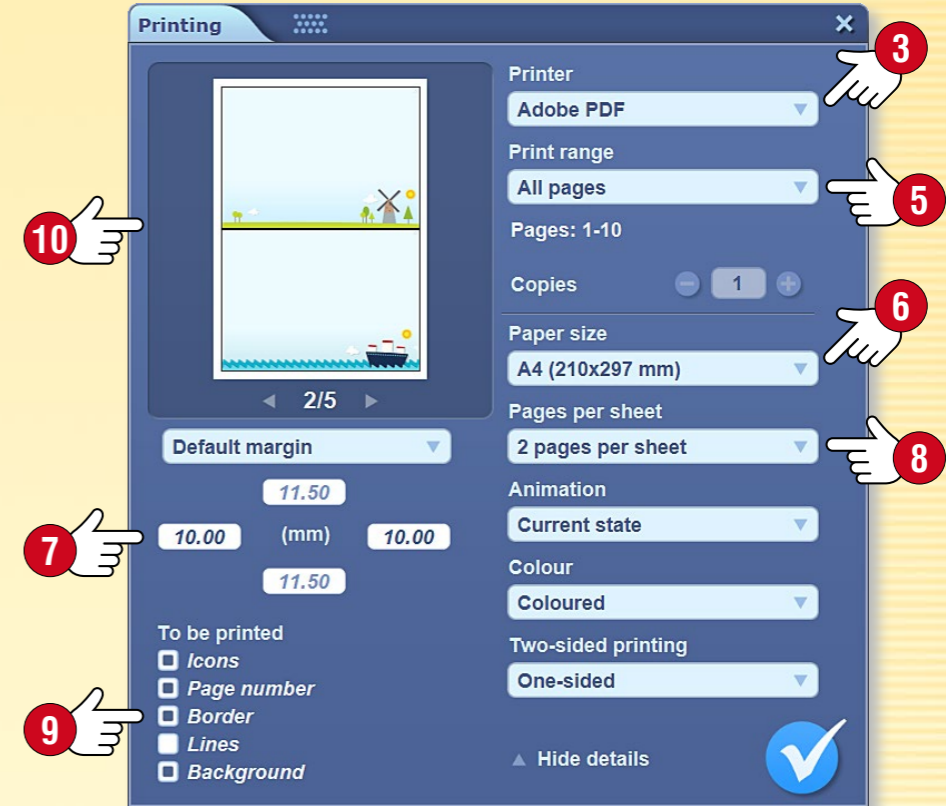 Printing
3
Printer
Adobe PDF
Print range
All pages
5
Pages: 1-10
10
Copies
1
6
Paper size
A4 (210x297 mm)
2/5
Pages per sheet
Default margin
2 pages per sheet
8
11.50
Animation
10.00
(mm)
10.00
Current state
7
11.50
Colour
Coloured
To be printed
Icons
Page number
Border
Lines
Background
9
Two-sided printing
One-sided
Hide details